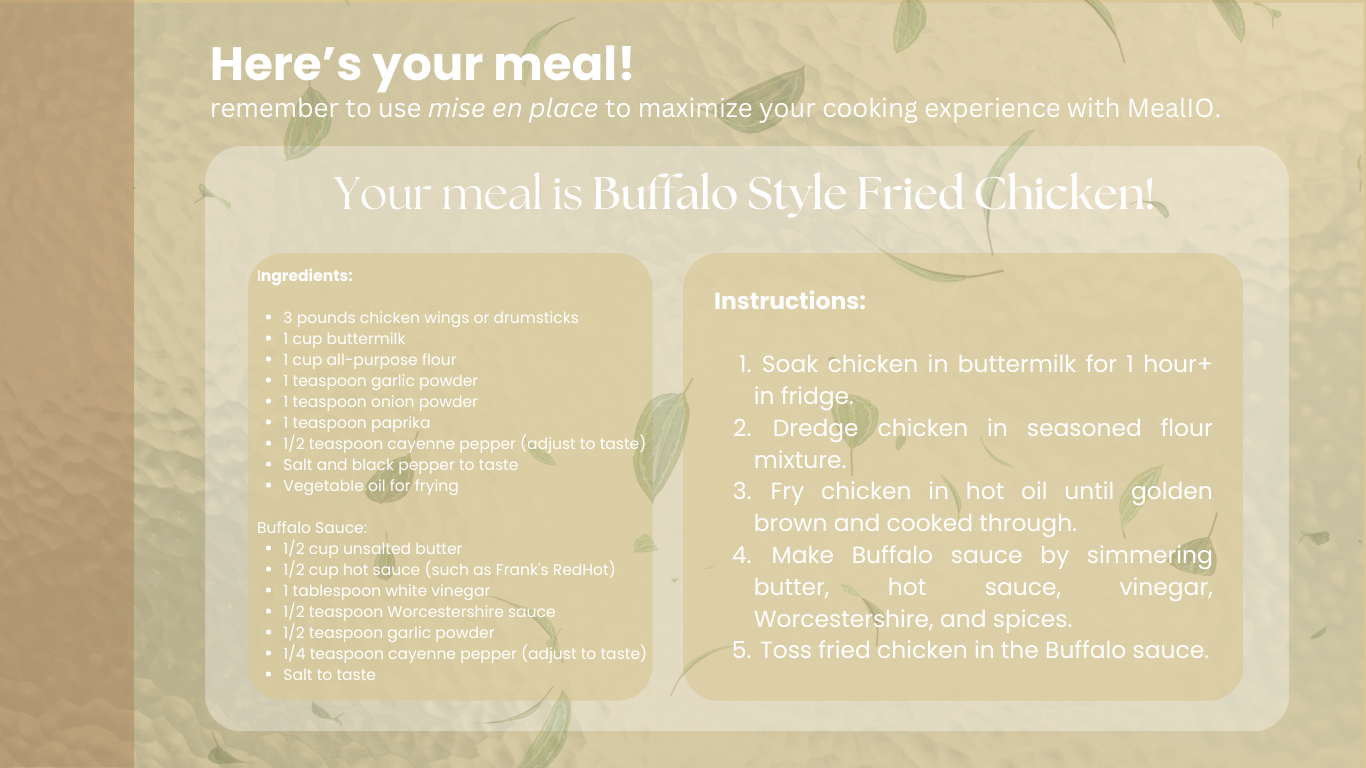 Here’s your meal!
remember to use mise en place to maximize your cooking experience with MealIO.
Your meal is Buffalo Style Fried Chicken!
Ingredients:
• 3 pounds chicken wings or drumsticks
• 1 cup buttermilk
• 1 cup all-purpose flour
• 1 teaspoon garlic powder
• 1 teaspoon onion powder
• 1 teaspoon paprika
• 1/2 teaspoon cayenne pepper (adjust to taste)
• Salt and black pepper to taste
• Vegetable oil for frying
Buffalo Sauce:
• 1/2 cup unsalted butter
• 1/2 cup hot sauce (such as Frank's RedHot)
• 1 tablespoon white vinegar
• 1/2 teaspoon Worcestershire sauce
• 1/2 teaspoon garlic powder
• 1/4 teaspoon cayenne pepper (adjust to taste)
• Salt to taste
Instructions:
1. Soak chicken in buttermilk for 1 hour+
in fridge.
2. Dredge chicken in seasoned flour
mixture.
3. Fry chicken in hot oil until golden
brown and cooked through.
4. Make Buffalo sauce by simmering
butter, hot sauce, vinegar,
Worcestershire, and spices.
5. Toss fried chicken in the Buffalo sauce.